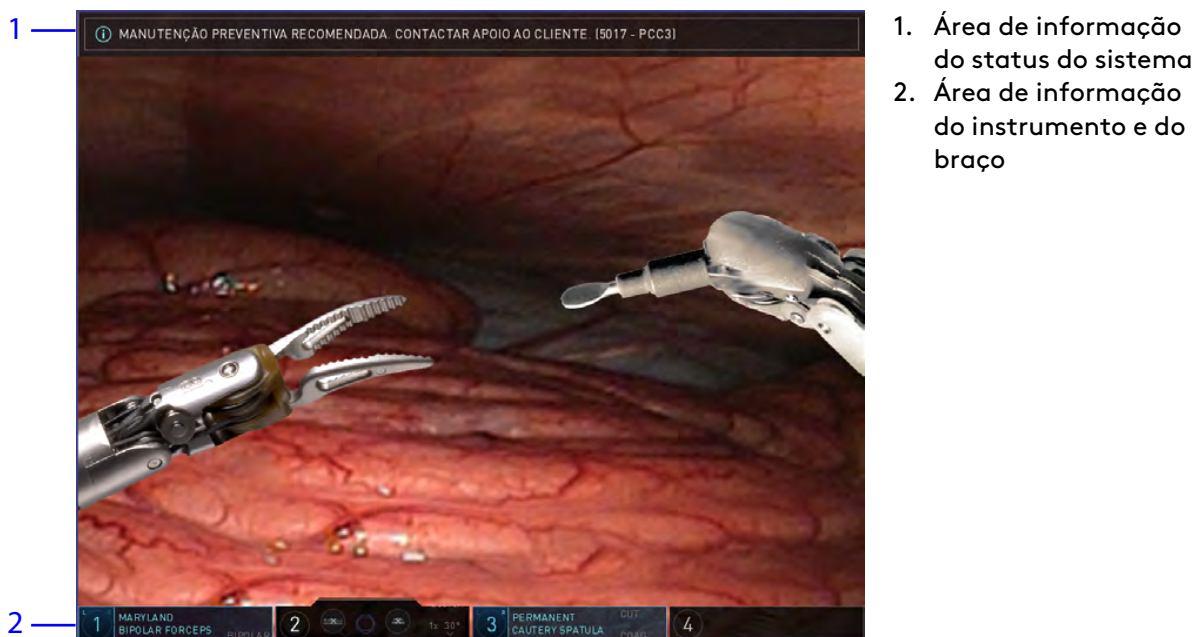 1
MANUTENÇÃO PREVENTIVA RECOMENDADA. CONTACTAR APOIO AO CLIENTE. (5017 - PCC3)
1. Área de informação
do status do sistema
2. Área de informação
do instrumento e do
braço
2
1
MARYLAND
BIPOLAR FORCEPS
BIPOLAR
2
1x 30°
3
PERMANENT
CAUTERY SPATULA
CUT
COAG
4